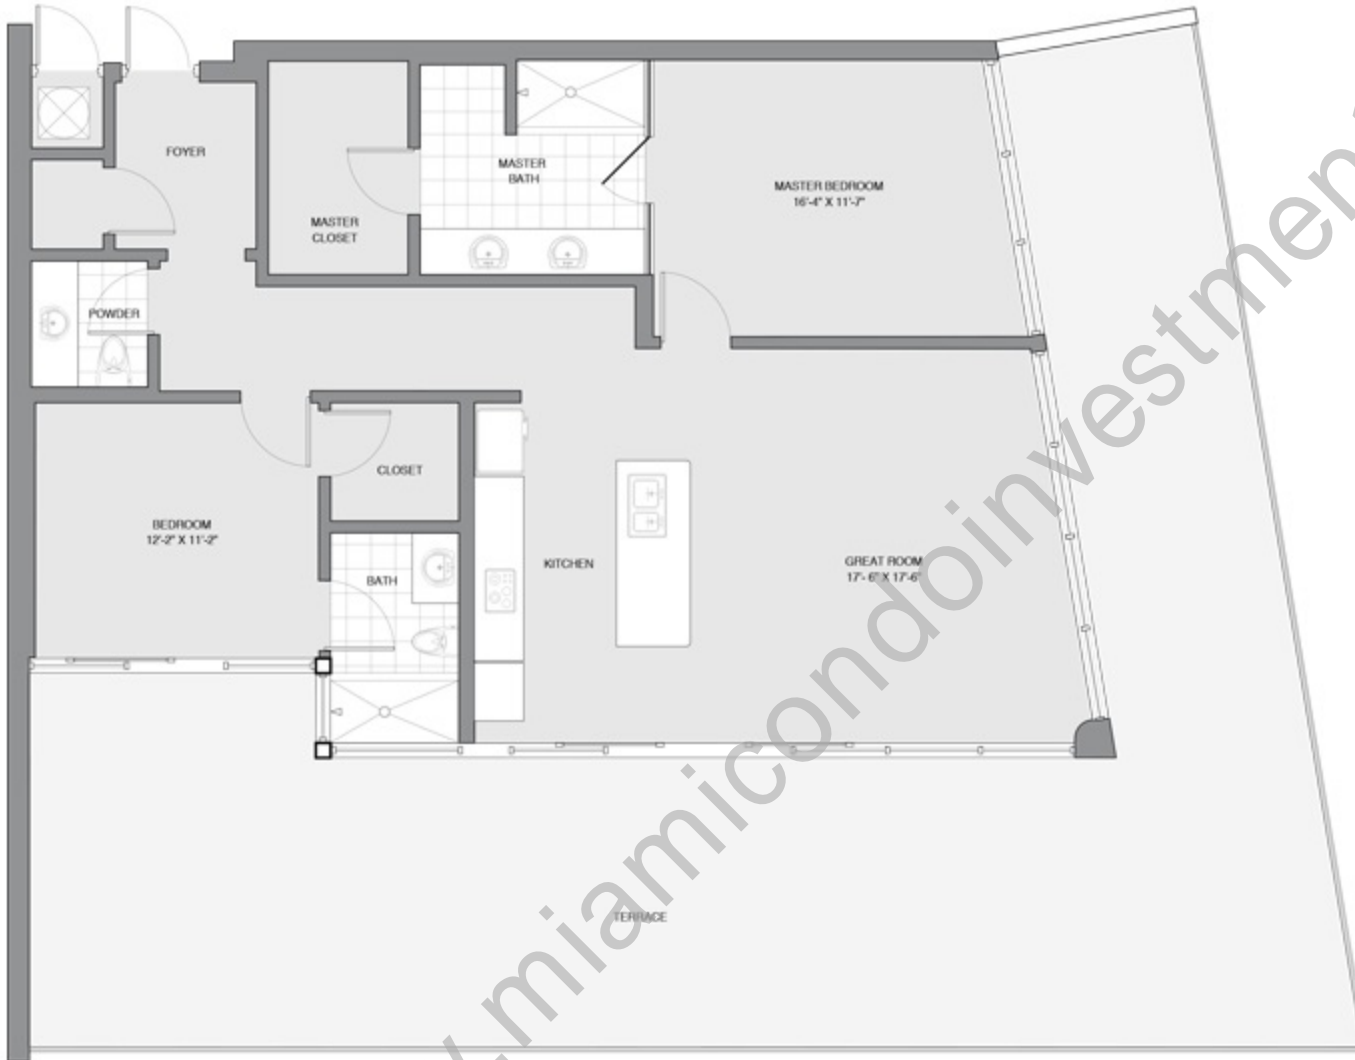 FOYER
MASTER
BATH
MASTER BEDROOM
16'-4" X 11'-7"
MASTER
CLOSET
POWDER
CLOSET
BEDROOM
12'-2" X 11'-2"
BATH
KITCHEN
GREAT ROOM
17'- 6" X 17'-6"
TERRACE
.miamicondoinvestmen